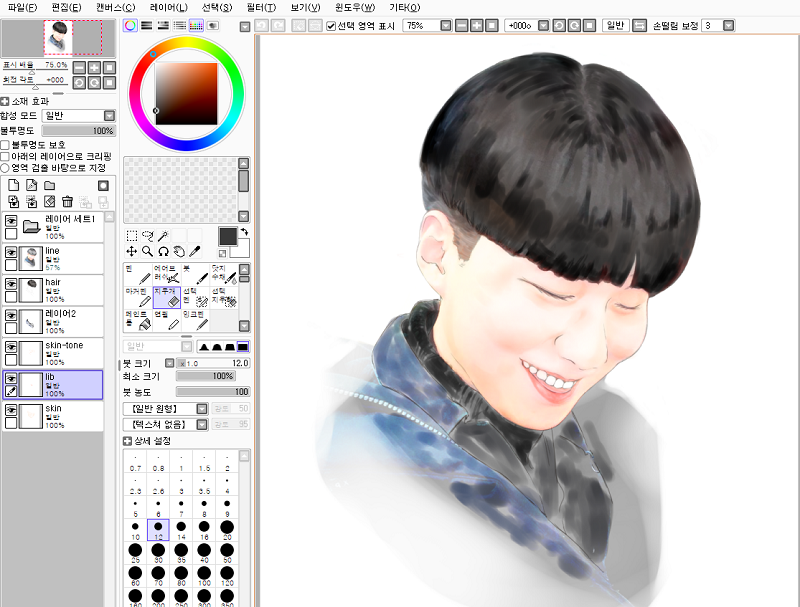 파일(F) 편집(E) 캔버스(C) 레이어(L) 선택(S) 필터(T) 보기(V) 윈도우(W) 기타(O)
선택 영역 표시 75% +000° 일반 손떨림 보정 3
표시 배율 75.0%
회전 각도 +000
소재 효과
합성 모드 일반
불투명도 100%
불투명도 보호
아래의 레이어으로 크리핑
영역 검출 바탕으로 지정
레이어 세트1
일반
100%
line
일반
57%
hair
일반
100%
레이어2
일반
100%
skin-tone
일반
100%
lib
일반
100%
skin
일반
100%
펜 에어브러시 붓
마커펜 지우개 선택펜 선택지우개
페인트통 연필 잉크펜
일반
붓 크기 x 1.0 12.0
최소 크기 100%
붓 농도 100
【일반 원형】 강도 50
【텍스처 없음】 강도 95
상세 설정
0.7 0.8 1 1.5 2
2.3 2.6 3 3.5 4
5 6 7 8 9
10 12 14 16 20
25 30 35 40 50
60 70 80 100 120
160 200 250 300 350